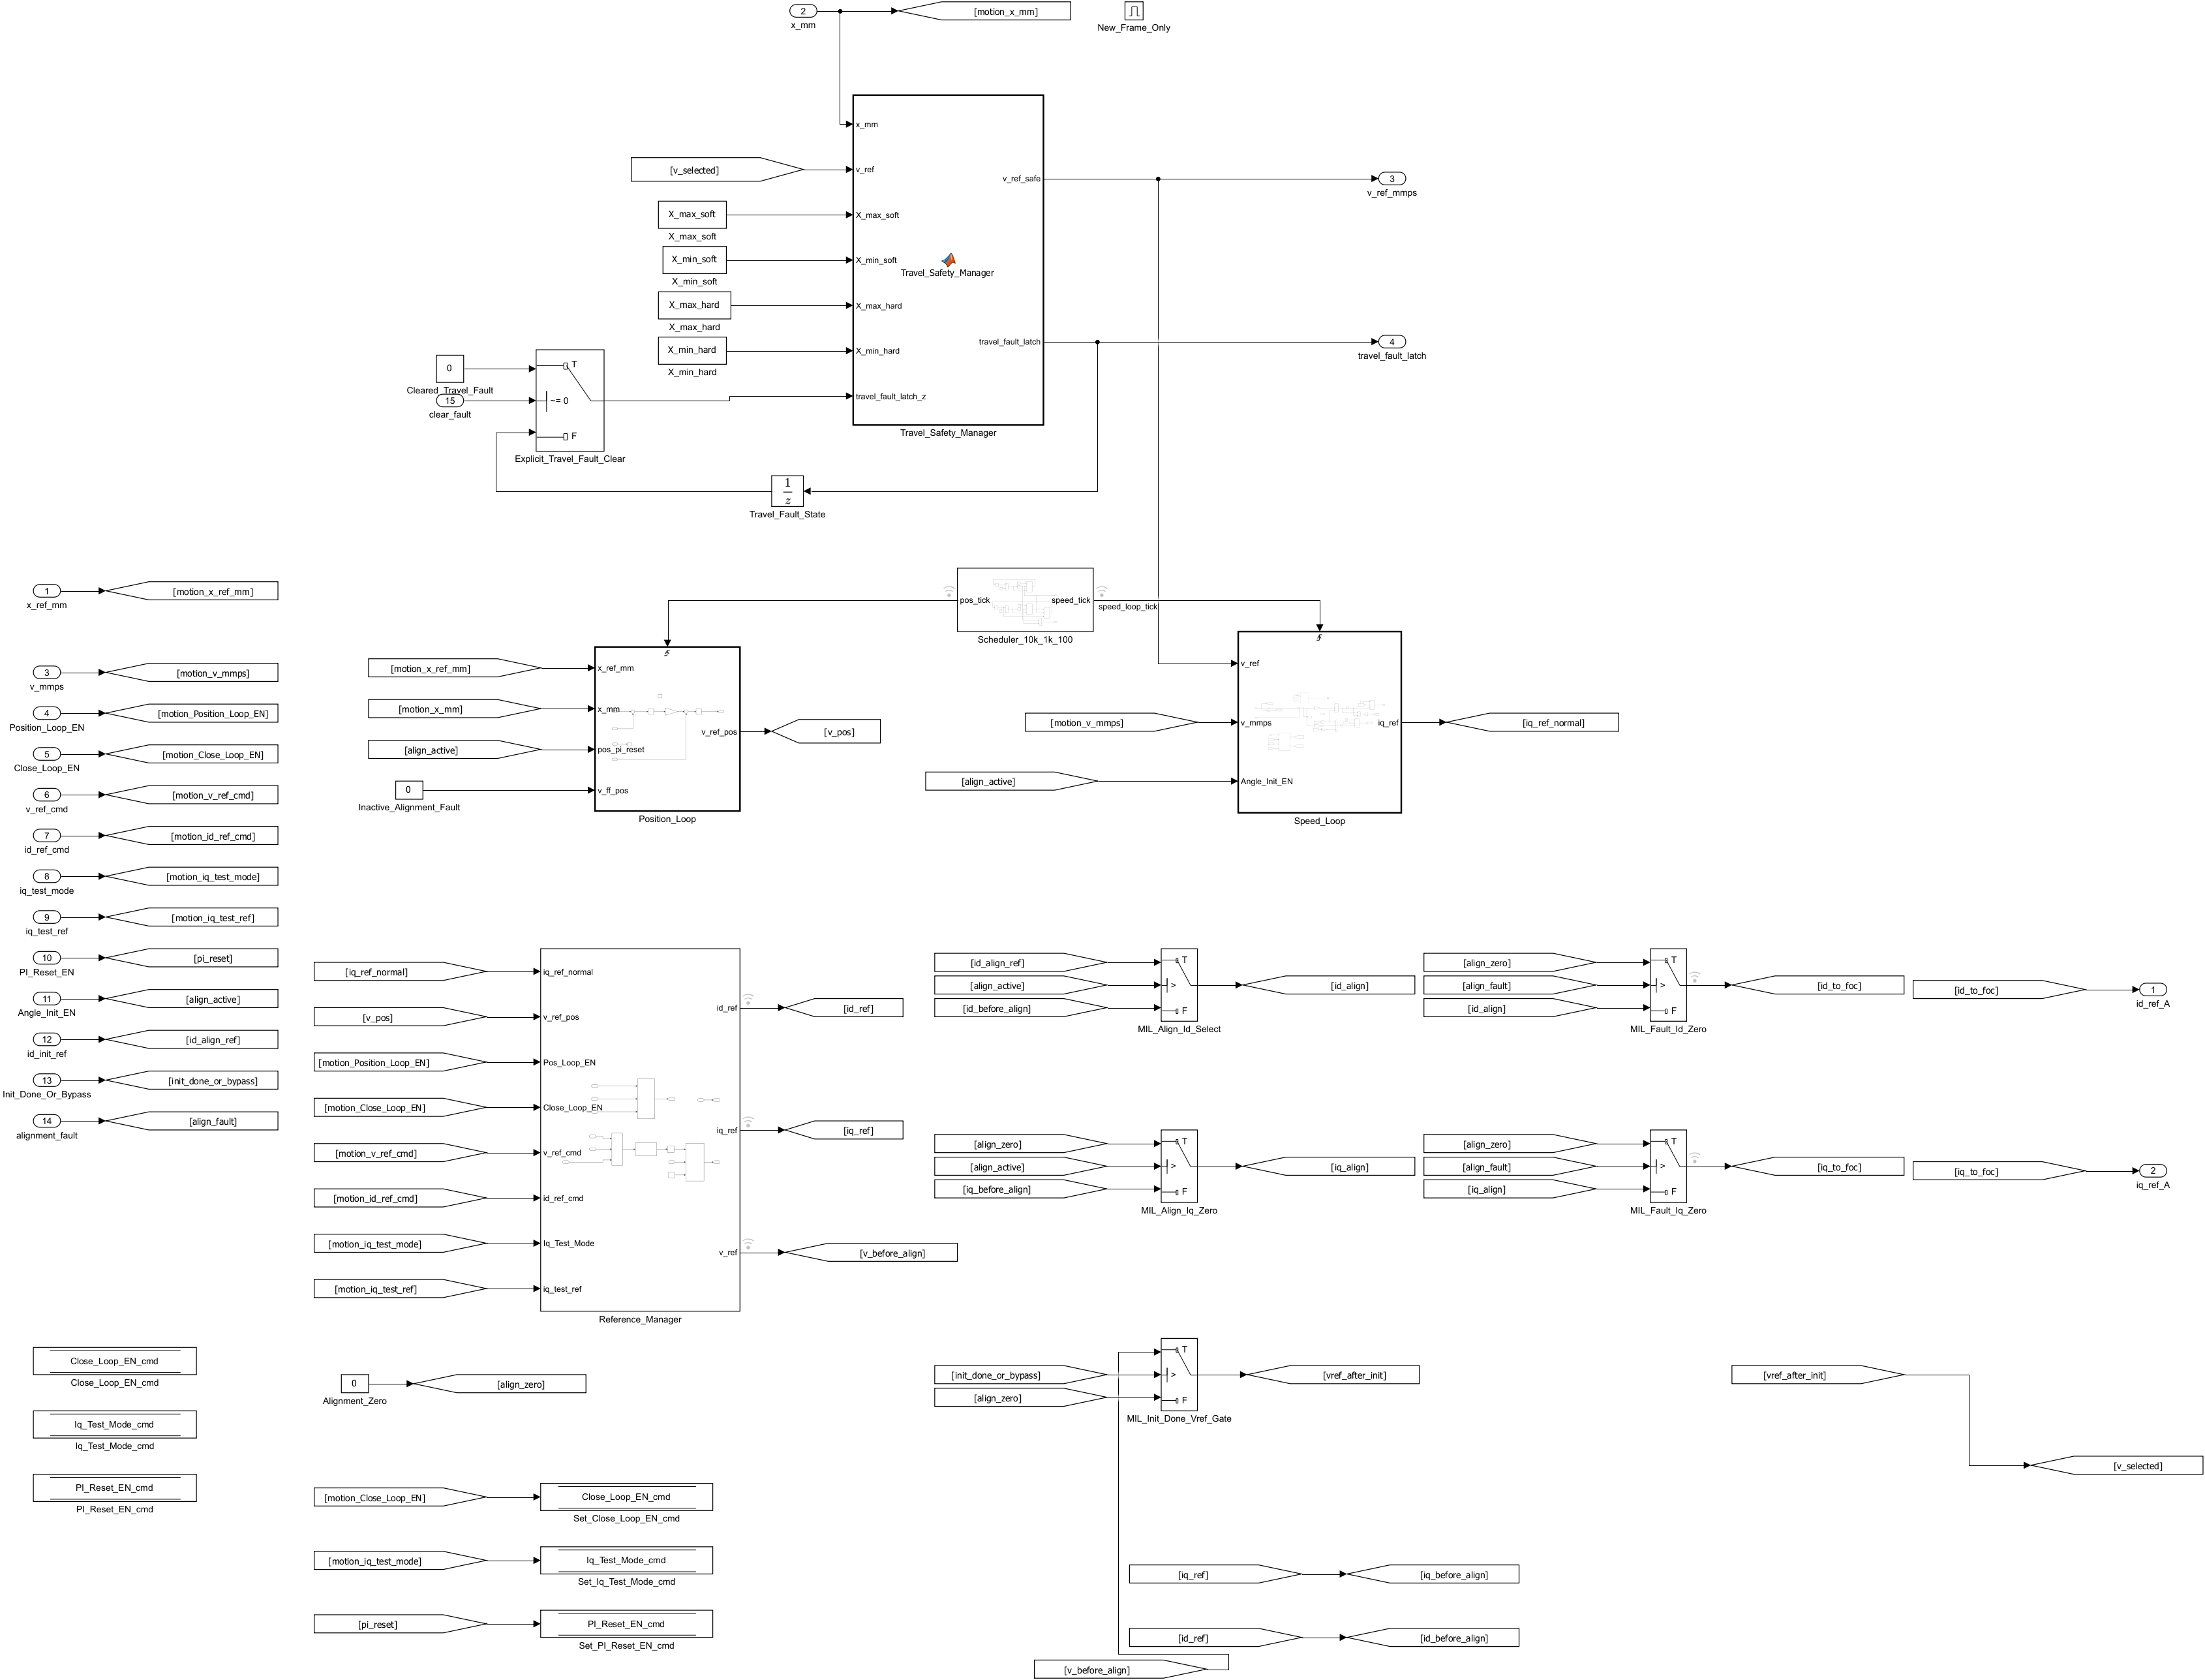 2
x_mm
[motion_x_mm]
New_Frame_Only
x_mm
[v_selected]
v_ref
v_ref_safe
3
v_ref_mmps
X_max_soft
X_max_soft
X_max_soft
X_min_soft
X_min_soft
X_min_soft
Travel_Safety_Manager
X_max_hard
X_max_hard
X_max_hard
X_min_hard
X_min_hard
X_min_hard
travel_fault_latch
4
travel_fault_latch
0
Cleared_Travel_Fault
15
clear_fault
T
~= 0
F
Explicit_Travel_Fault_Clear
travel_fault_latch_z
Travel_Safety_Manager
1
z
Travel_Fault_State
1
x_ref_mm
[motion_x_ref_mm]
3
v_mmps
[motion_v_mmps]
4
Position_Loop_EN
[motion_Position_Loop_EN]
5
Close_Loop_EN
[motion_Close_Loop_EN]
6
v_ref_cmd
[motion_v_ref_cmd]
7
id_ref_cmd
[motion_id_ref_cmd]
8
iq_test_mode
[motion_iq_test_mode]
9
iq_test_ref
[motion_iq_test_ref]
10
PI_Reset_EN
[pi_reset]
11
Angle_Init_EN
[align_active]
12
id_init_ref
[id_align_ref]
13
Init_Done_Or_Bypass
[init_done_or_bypass]
14
alignment_fault
[align_fault]
pos_tick
speed_tick
speed_loop_tick
Scheduler_10k_1k_100
[motion_x_ref_mm]
x_ref_mm
[motion_x_mm]
x_mm
[align_active]
pos_pi_reset
0
Inactive_Alignment_Fault
v_ff_pos
v_ref_pos
Position_Loop
[v_pos]
v_ref
[motion_v_mmps]
v_mmps
[align_active]
Angle_Init_EN
iq_ref
Speed_Loop
[iq_ref_normal]
[iq_ref_normal]
iq_ref_normal
[v_pos]
v_ref_pos
[motion_Position_Loop_EN]
Pos_Loop_EN
[motion_Close_Loop_EN]
Close_Loop_EN
[motion_v_ref_cmd]
v_ref_cmd
[motion_id_ref_cmd]
id_ref_cmd
[motion_iq_test_mode]
Iq_Test_Mode
[motion_iq_test_ref]
iq_test_ref
id_ref
[id_ref]
iq_ref
[iq_ref]
v_ref
[v_before_align]
Reference_Manager
[id_align_ref]
[align_active]
[id_before_align]
T
>
F
MIL_Align_Id_Select
[id_align]
[align_zero]
[align_fault]
[id_align]
T
>
F
MIL_Fault_Id_Zero
[id_to_foc]
[id_to_foc]
1
id_ref_A
[align_zero]
[align_active]
[iq_before_align]
T
>
F
MIL_Align_Iq_Zero
[iq_align]
[align_zero]
[align_fault]
[iq_align]
T
>
F
MIL_Fault_Iq_Zero
[iq_to_foc]
[iq_to_foc]
2
iq_ref_A
Close_Loop_EN_cmd
Close_Loop_EN_cmd
Iq_Test_Mode_cmd
Iq_Test_Mode_cmd
PI_Reset_EN_cmd
PI_Reset_EN_cmd
0
Alignment_Zero
[align_zero]
[motion_Close_Loop_EN]
Close_Loop_EN_cmd
Set_Close_Loop_EN_cmd
[motion_iq_test_mode]
Iq_Test_Mode_cmd
Set_Iq_Test_Mode_cmd
[pi_reset]
PI_Reset_EN_cmd
Set_PI_Reset_EN_cmd
[init_done_or_bypass]
[align_zero]
T
>
F
MIL_Init_Done_Vref_Gate
[vref_after_init]
[vref_after_init]
[v_selected]
[iq_ref]
[iq_before_align]
[id_ref]
[id_before_align]
[v_before_align]